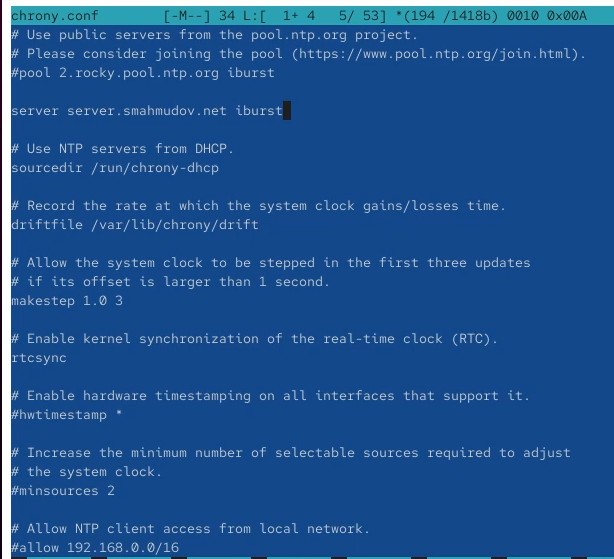 chrony.conf [-M--] 34 L:[ 1+ 4 5/ 53] *(194 /1418b) 0010 0x00A
# Use public servers from the pool.ntp.org project.
# Please consider joining the pool (https://www.pool.ntp.org/join.html).
#pool 2.rocky.pool.ntp.org iburst
server server.smahmudov.net iburst
# Use NTP servers from DHCP.
sourcedir /run/chrony-dhcp
# Record the rate at which the system clock gains/losses time.
driftfile /var/lib/chrony/drift
# Allow the system clock to be stepped in the first three updates
# if its offset is larger than 1 second.
makestep 1.0 3
# Enable kernel synchronization of the real-time clock (RTC).
rtcsync
# Enable hardware timestamping on all interfaces that support it.
#hwtimestamp *
# Increase the minimum number of selectable sources required to adjust
# the system clock.
#minsources 2
# Allow NTP client access from local network.
#allow 192.168.0.0/16